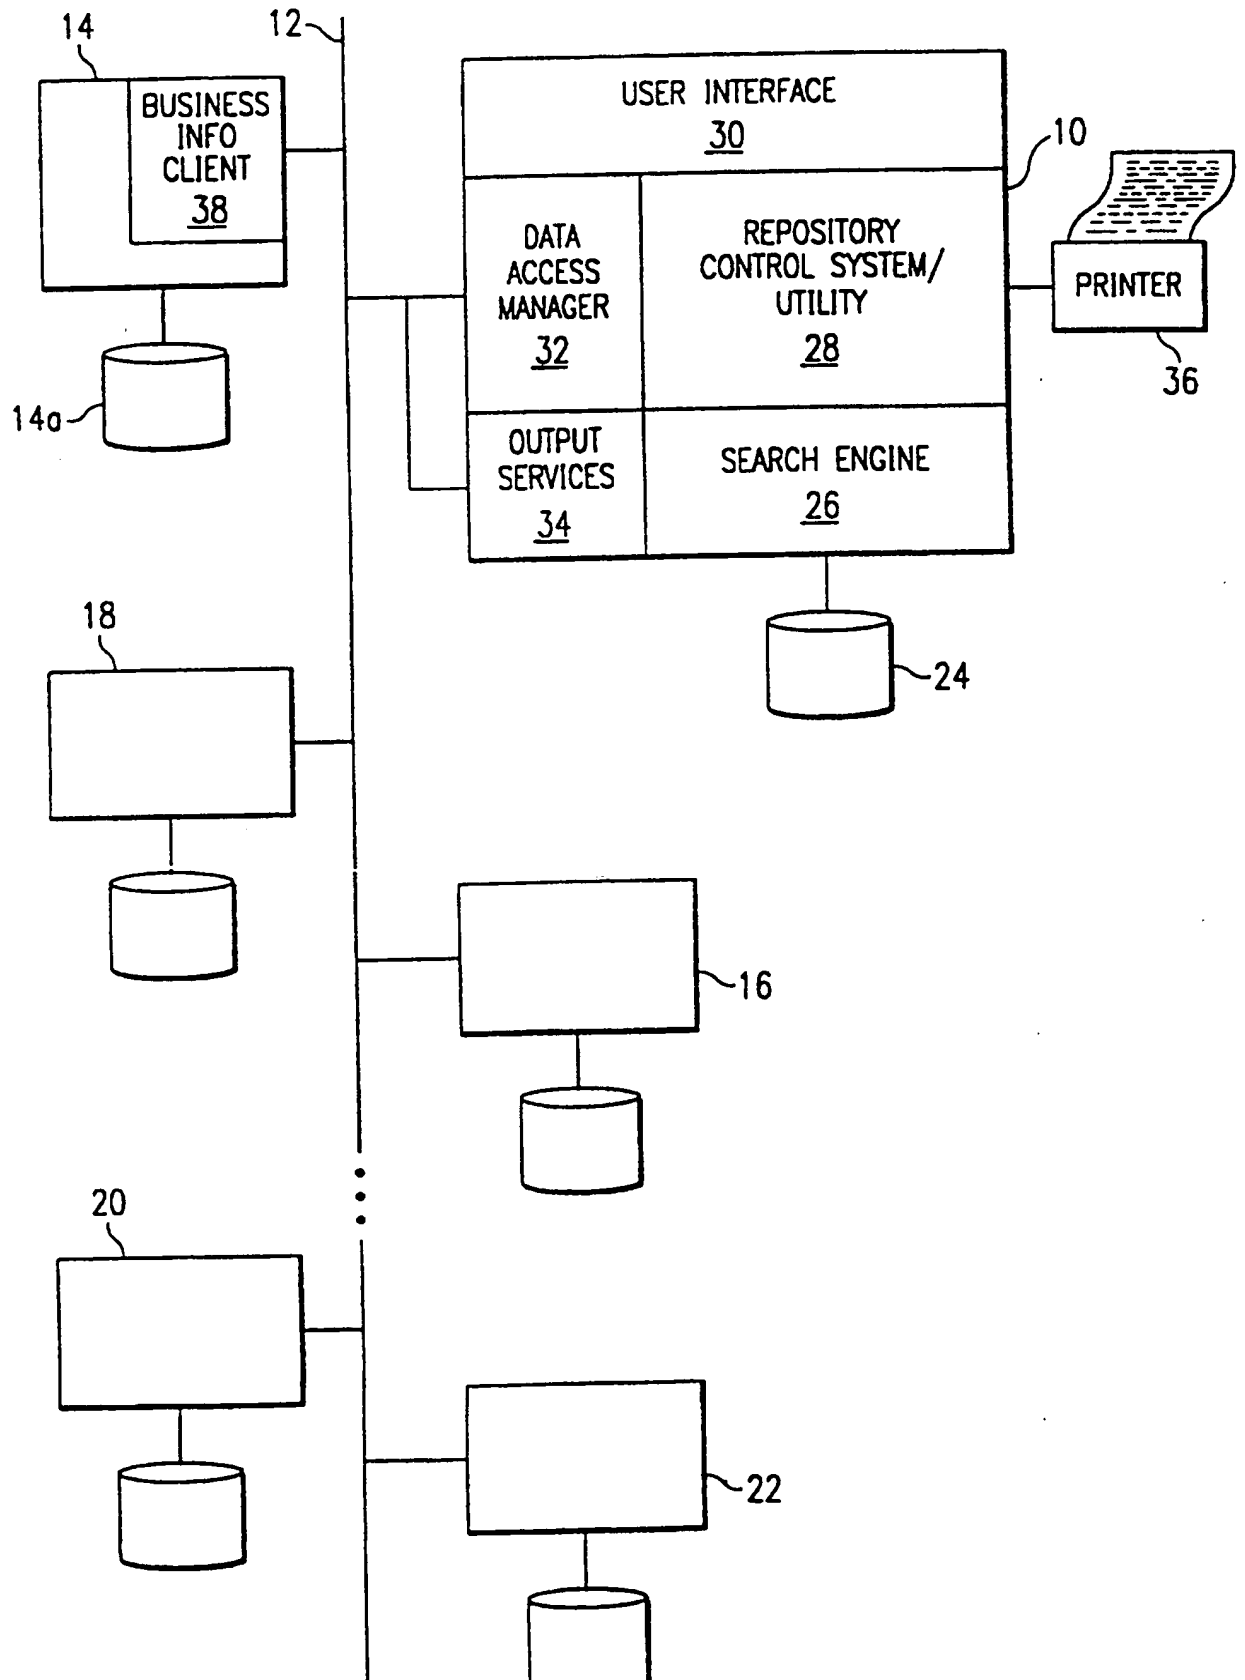 14
12
BUSINESS
INFO
CLIENT
38
14a
USER INTERFACE
30
10
DATA
ACCESS
MANAGER
32
REPOSITORY
CONTROL SYSTEM/
UTILITY
28
PRINTER
36
OUTPUT
SERVICES
34
SEARCH ENGINE
26
24
18
16
20
22